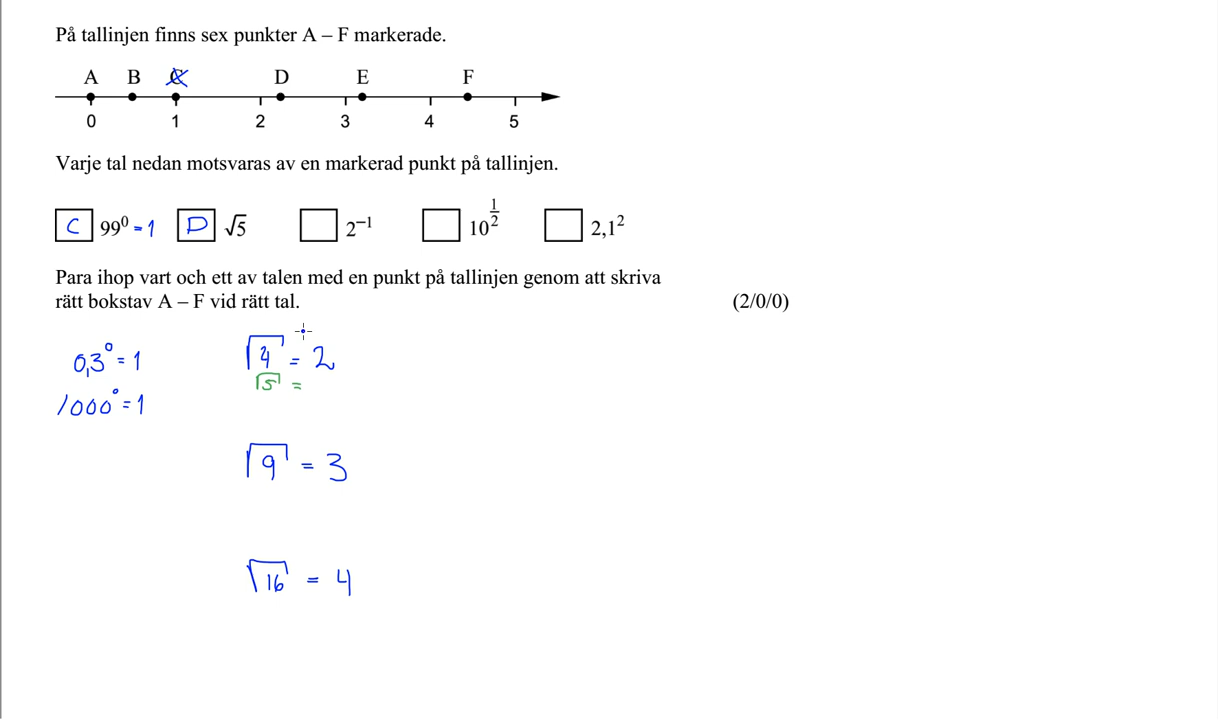 På tallinjen finns sex punkter A – F markerade.
A B C D E F
0 1 2 3 4 5
Varje tal nedan motsvaras av en markerad punkt på tallinjen.
C 99⁰ = 1 D √5 2⁻¹ 10^(1/2) 2,1²
Para ihop vart och ett av talen med en punkt på tallinjen genom att skriva
rätt bokstav A – F vid rätt tal. (2/0/0)
0,3⁰ = 1 √4 = 2
√5 =
1000⁰ = 1
√9 = 3
√16 = 4